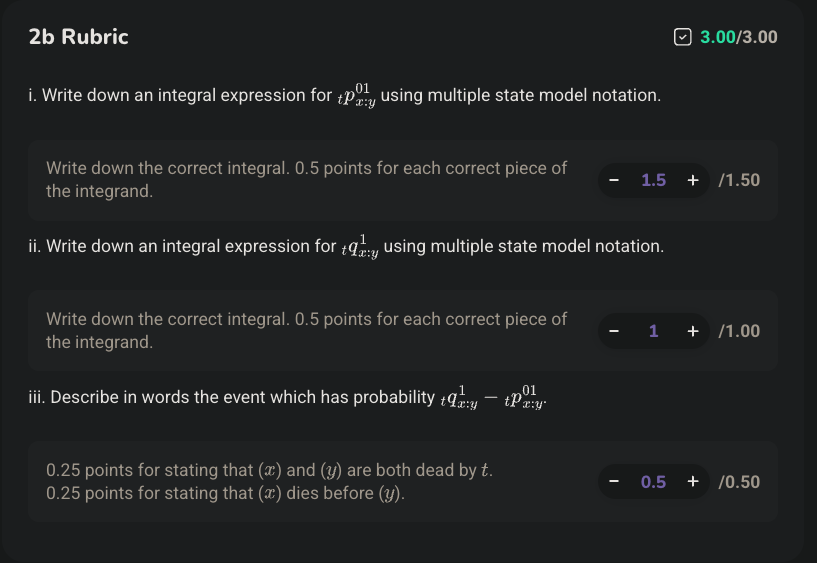 2b Rubric 3.00/3.00
i. Write down an integral expression for $_{t}p_{x:y}^{01}$ using multiple state model notation.
Write down the correct integral. 0.5 points for each correct piece of − 1.5 + /1.50
the integrand.
ii. Write down an integral expression for $_{t}q_{x:y}^{1}$ using multiple state model notation.
Write down the correct integral. 0.5 points for each correct piece of − 1 + /1.00
the integrand.
iii. Describe in words the event which has probability $_{t}q_{x:y}^{1} - {}_{t}p_{x:y}^{01}$.
0.25 points for stating that $(x)$ and $(y)$ are both dead by $t$. − 0.5 + /0.50
0.25 points for stating that $(x)$ dies before $(y)$.